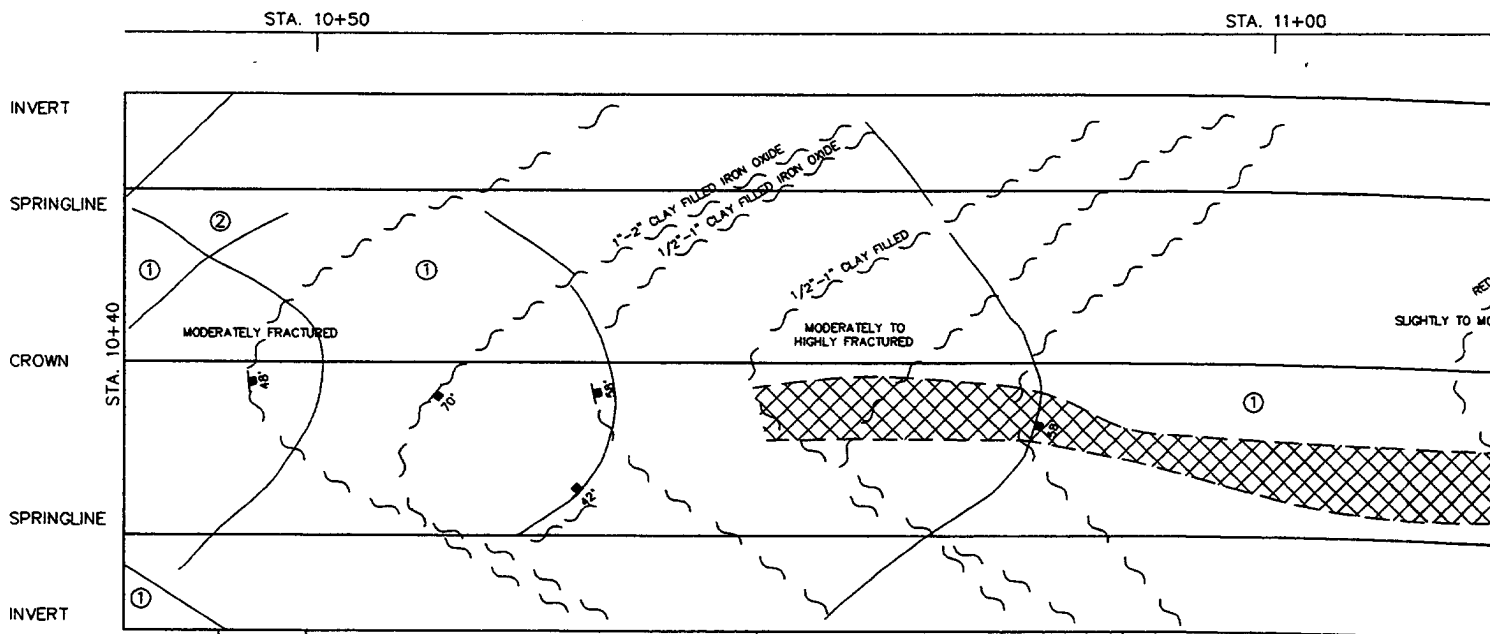 STA. 10+50
STA. 11+00
INVERT
SPRINGLINE
1"-2" CLAY FILLED IRON OXIDE
1/2"-1" CLAY FILLED IRON OXIDE
②
①
①
1/2"-1" CLAY FILLED
RED
STA. 10+40
MODERATELY FRACTURED
MODERATELY TO
HIGHLY FRACTURED
SLIGHTLY TO MO
CROWN
48°
70°
①
42°
SPRINGLINE
①
INVERT